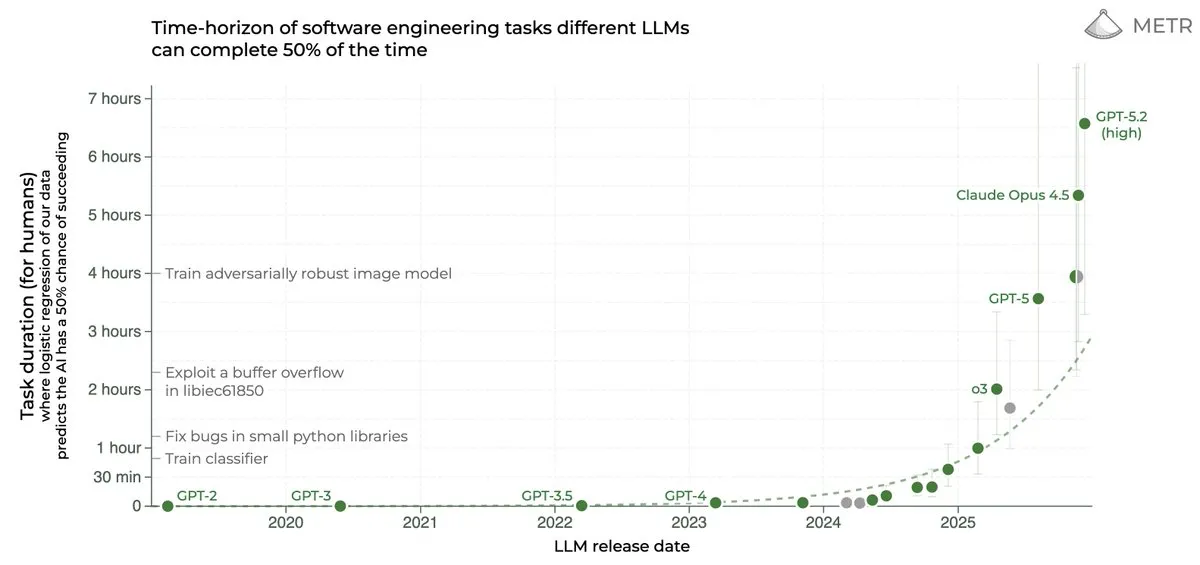 Time-horizon of software engineering tasks different LLMs
can complete 50% of the time
METR
Task duration (for humans)
where logistic regression of our data
predicts the AI has a 50% chance of succeeding
7 hours
6 hours
5 hours
4 hours
3 hours
2 hours
1 hour
30 min
0
Train adversarially robust image model
Exploit a buffer overflow
in libiec61850
Fix bugs in small python libraries
Train classifier
GPT-2
GPT-3
GPT-3.5
GPT-4
o3
GPT-5
Claude Opus 4.5
GPT-5.2
(high)
2020
2021
2022
2023
2024
2025
LLM release date